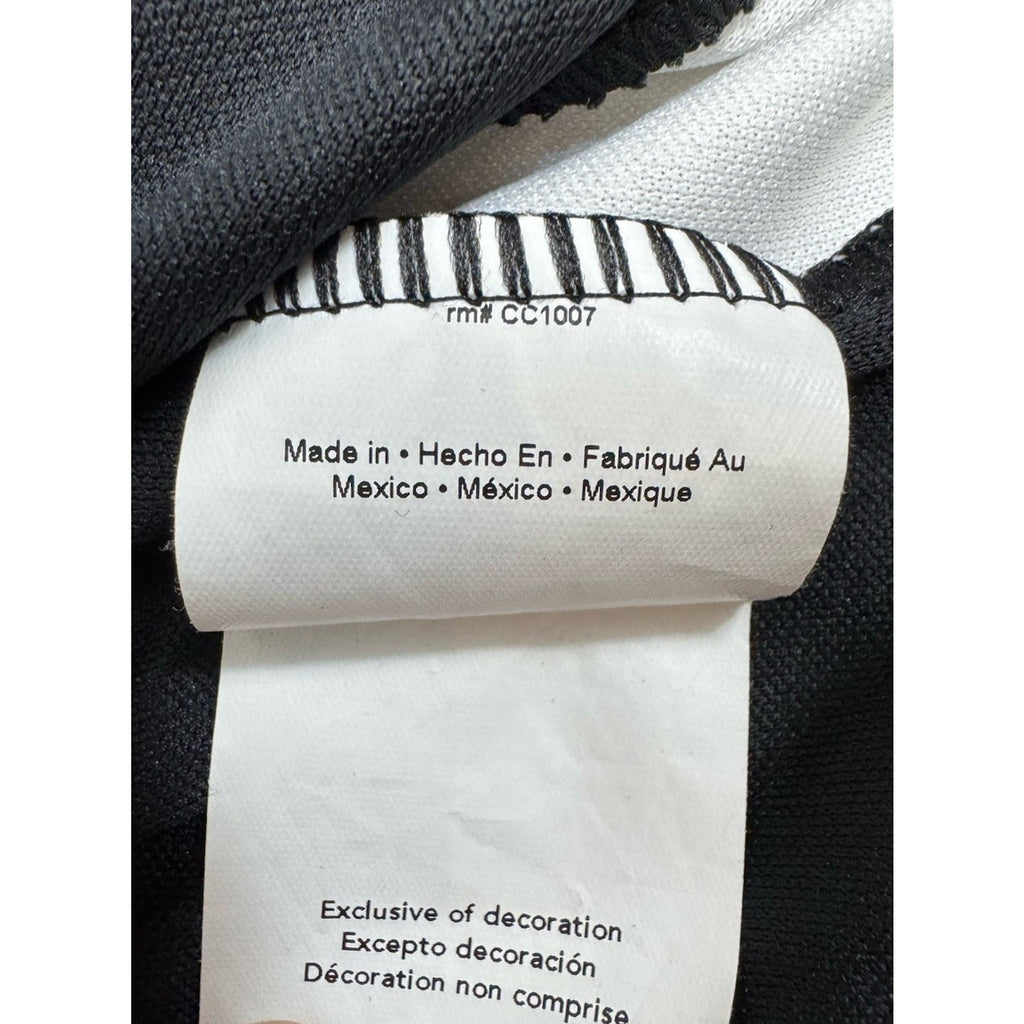 rm# CC1007
Made in • Hecho En • Fabriqué Au
Mexico • México • Mexique
Exclusive of decoration
Excepto decoración
Décoration non comprise